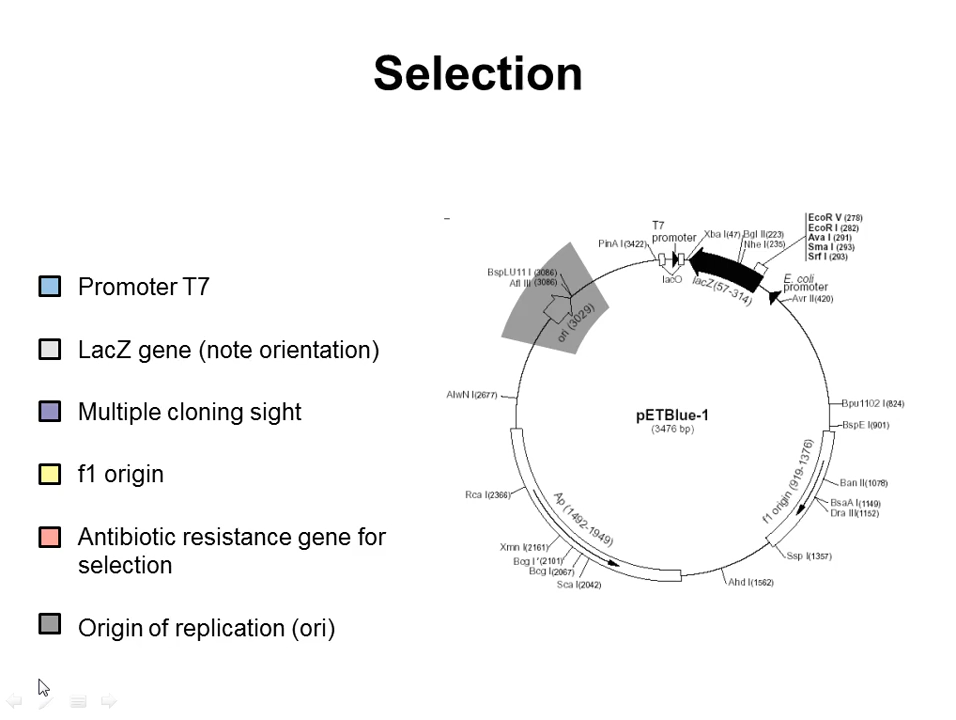 Selection
Promoter T7
LacZ gene (note orientation)
Multiple cloning sight
f1 origin
Antibiotic resistance gene for
selection
Origin of replication (ori)
T7
promoter
PinA I(3422)
lacO
Xba I(47)
Bgl II(223)
Nhe I(235)
EcoR V (278)
EcoR I (282)
Ava I (291)
Sma I (293)
Srf I (293)
lacZ(57-314)
E. coli
promoter
Avr II(420)
BspLU11 I (3086)
Afl III (3086)
ori (3029)
AlwN I(2677)
pETBlue-1
(3476 bp)
Bpu1102 I(824)
BspE I(901)
f1 origin (919-1376)
Ban II(1078)
BsaA I(1149)
Dra III(1152)
Ssp I(1357)
Ahd I(1562)
Ap (1492-1949)
Rca I(2366)
Xmn I(2161)
Bcg I'(2101)
Bcg I(2067)
Sca I(2042)